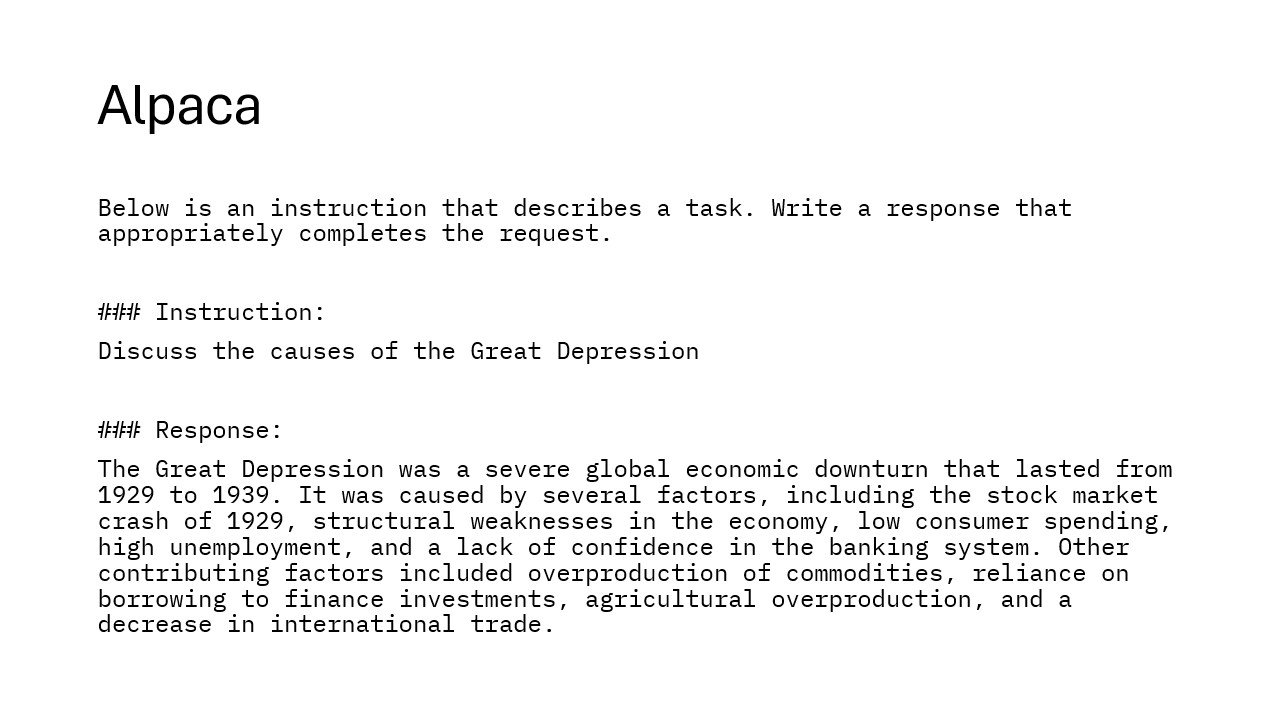 Alpaca
Below is an instruction that describes a task. Write a response that
appropriately completes the request.
### Instruction:
Discuss the causes of the Great Depression
### Response:
The Great Depression was a severe global economic downturn that lasted from
1929 to 1939. It was caused by several factors, including the stock market
crash of 1929, structural weaknesses in the economy, low consumer spending,
high unemployment, and a lack of confidence in the banking system. Other
contributing factors included overproduction of commodities, reliance on
borrowing to finance investments, agricultural overproduction, and a
decrease in international trade.